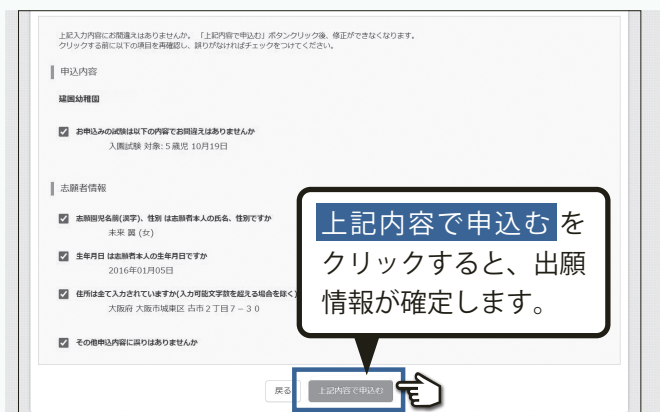 上記入力内容にお間違えはありませんか。「上記内容で申込む」ボタンクリック後、修正ができなくなります。
クリックする前に以下の項目を再確認し、誤りがなければチェックをつけてください。
申込内容
建国幼稚園
お申込みの試験は以下の内容でお間違えはありませんか
入園試験 対象: 5 歳児 10月19日
志願者情報
志願園児名前(漢字)、性別 は志願者本人の氏名、性別ですか
未来 翼 (女)
生年月日 は志願者本人の生年月日ですか
2016年01月05日
住所は全て入力されていますか(入力可能文字数を超える場合を除く)
大阪府 大阪市城東区 古市２丁目７－３０
その他申込内容に誤りはありませんか
上記内容で申込む を
クリックすると、出願
情報が確定します。
戻る 上記内容で申込む